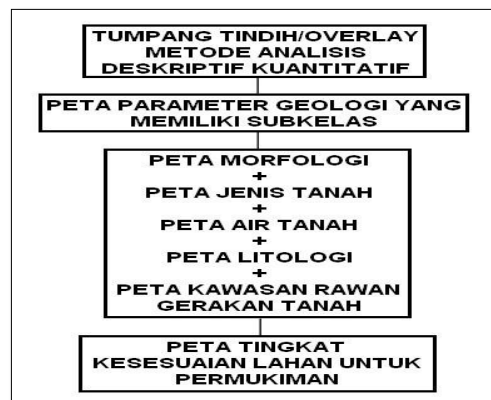 TUMPANG TINDIH/OVERLAY
METODE ANALISIS
DESKRIPTIF KUANTITATIF
PETA PARAMETER GEOLOGI YANG
MEMILIKI SUBKELAS
PETA MORFOLOGI
+
PETA JENIS TANAH
+
PETA AIR TANAH
+
PETA LITOLOGI
+
PETA KAWASAN RAWAN
GERAKAN TANAH
PETA TINGKAT
KESESUAIAN LAHAN UNTUK
PERMUKIMAN